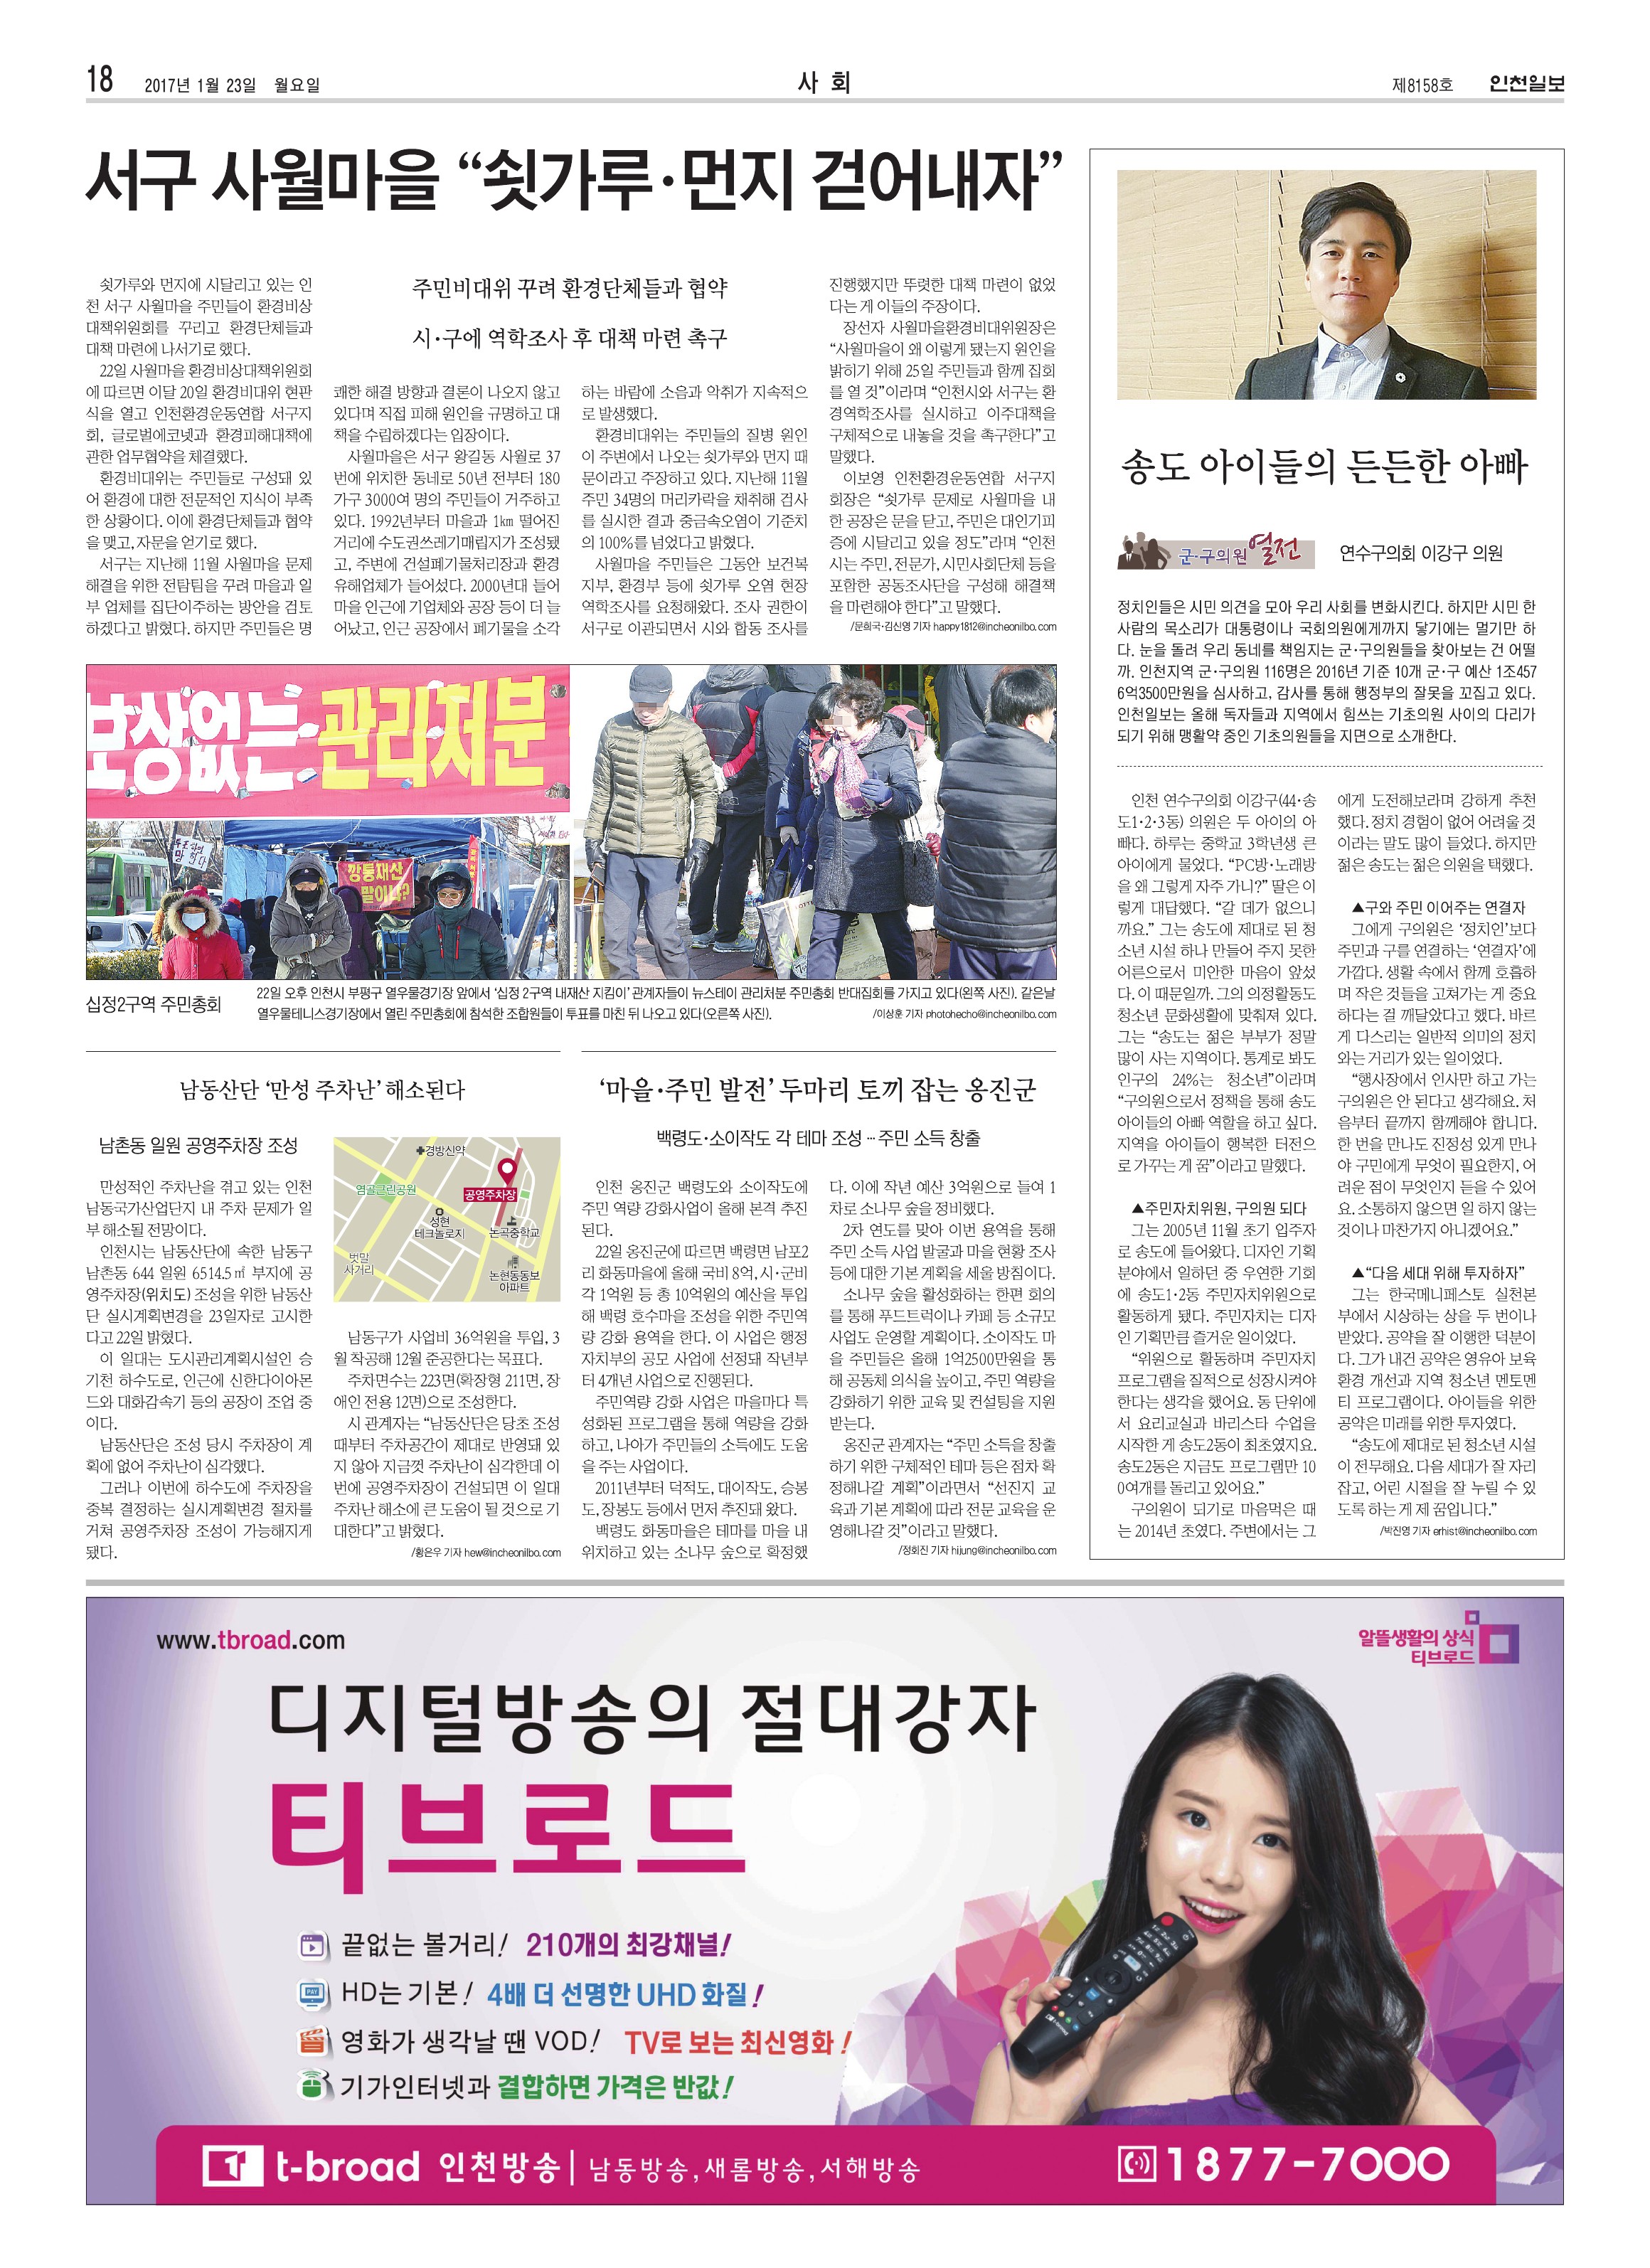 18
2017년 1월 23일 월요일
사 회
제8158호
인천일보
서구 사월마을 “쇳가루·먼지 걷어내자”
주민비대위 꾸려 환경단체들과 협약
시·구에 역학조사 후 대책 마련 촉구
쇳가루와 먼지에 시달리고 있는 인
천 서구 사월마을 주민들이 환경비상
대책위원회를 꾸리고 환경단체들과
대책 마련에 나서기로 했다.
22일 사월마을 환경비상대책위원회
에 따르면 이달 20일 환경비대위 현판
식을 열고 인천환경운동연합 서구지
회, 글로벌에코넷과 환경피해대책에
관한 업무협약을 체결했다.
환경비대위는 주민들로 구성돼 있
어 환경에 대한 전문적인 지식이 부족
한 상황이다. 이에 환경단체들과 협약
을 맺고, 자문을 얻기로 했다.
서구는 지난해 11월 사월마을 문제
해결을 위한 전담팀을 꾸려 마을과 일
부 업체를 집단이주하는 방안을 검토
하겠다고 밝혔다. 하지만 주민들은 명
쾌한 해결 방향과 결론이 나오지 않고
있다며 직접 피해 원인을 규명하고 대
책을 수립하겠다는 입장이다.
사월마을은 서구 왕길동 사월로 37
번에 위치한 동네로 50년 전부터 180
가구 3000여 명의 주민들이 거주하고
있다. 1992년부터 마을과 1㎞ 떨어진
거리에 수도권쓰레기매립지가 조성됐
고, 주변에 건설폐기물처리장과 환경
유해업체가 들어섰다. 2000년대 들어
마을 인근에 기업체와 공장 등이 더 늘
어났고, 인근 공장에서 폐기물을 소각
하는 바람에 소음과 악취가 지속적으
로 발생했다.
환경비대위는 주민들의 질병 원인
이 주변에서 나오는 쇳가루와 먼지 때
문이라고 주장하고 있다. 지난해 11월
주민 34명의 머리카락을 채취해 검사
를 실시한 결과 중금속오염이 기준치
의 100%를 넘었다고 밝혔다.
사월마을 주민들은 그동안 보건복
지부, 환경부 등에 쇳가루 오염 현장
역학조사를 요청해왔다. 조사 권한이
서구로 이관되면서 시와 합동 조사를
진행했지만 뚜렷한 대책 마련이 없었
다는 게 이들의 주장이다.
장선자 사월마을환경비대위원장은
“사월마을이 왜 이렇게 됐는지 원인을
밝히기 위해 25일 주민들과 함께 집회
를 열 것”이라며 “인천시와 서구는 환
경역학조사를 실시하고 이주대책을
구체적으로 내놓을 것을 촉구한다”고
말했다.
이보영 인천환경운동연합 서구지
회장은 “쇳가루 문제로 사월마을 내
한 공장은 문을 닫고, 주민은 대인기피
증에 시달리고 있을 정도”라며 “인천
시는 주민, 전문가, 시민사회단체 등을
포함한 공동조사단을 구성해 해결책
을 마련해야 한다”고 말했다.
/문희국·김신영 기자 happy1812@incheonilbo.com
보상없는 관리처분
깡통재산
말이냐?
십정2구역 주민총회
22일 오후 인천시 부평구 열우물경기장 앞에서 ‘십정 2구역 내재산 지킴이’ 관계자들이 뉴스테이 관리처분 주민총회 반대집회를 가지고 있다(왼쪽 사진). 같은날
열우물테니스경기장에서 열린 주민총회에 참석한 조합원들이 투표를 마친 뒤 나오고 있다(오른쪽 사진).
/이상훈 기자 photohecho@incheonilbo.com
남동산단 ‘만성 주차난’ 해소된다
남촌동 일원 공영주차장 조성
만성적인 주차난을 겪고 있는 인천
남동국가산업단지 내 주차 문제가 일
부 해소될 전망이다.
인천시는 남동산단에 속한 남동구
남촌동 644 일원 6514.5㎡ 부지에 공
영주차장(위치도) 조성을 위한 남동산
단 실시계획변경을 23일자로 고시한
다고 22일 밝혔다.
이 일대는 도시관리계획시설인 승
기천 하수도로, 인근에 신한다이아몬
드와 대화감속기 등의 공장이 조업 중
이다.
남동산단은 조성 당시 주차장이 계
획에 없어 주차난이 심각했다.
그러나 이번에 하수도에 주차장을
중복 결정하는 실시계획변경 절차를
거쳐 공영주차장 조성이 가능해지게
됐다.
경방신약
염골근린공원
공영주차장
성현
테크놀로지
논곡중학교
벗말
사거리
논현동동보
아파트
남동구가 사업비 36억원을 투입, 3
월 착공해 12월 준공한다는 목표다.
주차면수는 223면(확장형 211면, 장
애인 전용 12면)으로 조성한다.
시 관계자는 “남동산단은 당초 조성
때부터 주차공간이 제대로 반영돼 있
지 않아 지금껏 주차난이 심각한데 이
번에 공영주차장이 건설되면 이 일대
주차난 해소에 큰 도움이 될 것으로 기
대한다”고 밝혔다.
/황은우 기자 hew@incheonilbo.com
‘마을·주민 발전’ 두마리 토끼 잡는 옹진군
백령도·소이작도 각 테마 조성 … 주민 소득 창출
인천 옹진군 백령도와 소이작도에
주민 역량 강화사업이 올해 본격 추진
된다.
22일 옹진군에 따르면 백령면 남포2
리 화동마을에 올해 국비 8억, 시·군비
각 1억원 등 총 10억원의 예산을 투입
해 백령 호수마을 조성을 위한 주민역
량 강화 용역을 한다. 이 사업은 행정
자치부의 공모 사업에 선정돼 작년부
터 4개년 사업으로 진행된다.
주민역량 강화 사업은 마을마다 특
성화된 프로그램을 통해 역량을 강화
하고, 나아가 주민들의 소득에도 도움
을 주는 사업이다.
2011년부터 덕적도, 대이작도, 승봉
도, 장봉도 등에서 먼저 추진돼 왔다.
백령도 화동마을은 테마를 마을 내
위치하고 있는 소나무 숲으로 확정했
다. 이에 작년 예산 3억원으로 들여 1
차로 소나무 숲을 정비했다.
2차 연도를 맞아 이번 용역을 통해
주민 소득 사업 발굴과 마을 현황 조사
등에 대한 기본 계획을 세울 방침이다.
소나무 숲을 활성화는 한편 회의
를 통해 푸드트럭이나 카페 등 소규모
사업도 운영할 계획이다. 소이작도 마
을 주민들은 올해 1억2500만원을 통
해 공동체 의식을 높이고, 주민 역량을
강화하기 위한 교육 및 컨설팅을 지원
받는다.
옹진군 관계자는 “주민 소득을 창출
하기 위한 구체적인 테마 등은 점차 확
정해나갈 계획”이라면서 “선진지 교
육과 기본 계획에 따라 전문 교육을 운
영해나갈 것”이라고 말했다.
/정회진 기자 hijung@incheonilbo.com
송도 아이들의 든든한 아빠
군·구의원 열전
연수구의회 이강구 의원
정치인들은 시민 의견을 모아 우리 사회를 변화시킨다. 하지만 시민 한
사람의 목소리가 대통령이나 국회의원에게까지 닿기에는 멀기만 하
다. 눈을 돌려 우리 동네를 책임지는 군·구의원들을 찾아보는 건 어떨
까. 인천지역 군·구의원 116명은 2016년 기준 10개 군·구 예산 1조457
6억3500만원을 심사하고, 감사를 통해 행정부의 잘못을 꼬집고 있다.
인천일보는 올해 독자들과 지역에서 힘쓰는 기초의원 사이의 다리가
되기 위해 맹활약 중인 기초의원들을 지면으로 소개한다.
인천 연수구의회 이강구(44·송
도1·2·3동) 의원은 두 아이의 아
빠다. 하루는 중학교 3학년생 큰
아이에게 물었다. “PC방·노래방
을 왜 그렇게 자주 가니?” 딸은 이
렇게 대답했다. “갈 데가 없으니
까요.” 그는 송도에 제대로 된 청
소년 시설 하나 만들어 주지 못한
어른으로서 미안한 마음이 앞섰
다. 이 때문일까. 그의 의정활동도
청소년 문화생활에 맞춰져 있다.
그는 “송도는 젊은 부부가 정말
많이 사는 지역이다. 통계로 봐도
인구의 24%는 청소년”이라며
“구의원으로서 정책을 통해 송도
아이들의 아빠 역할을 하고 싶다.
지역을 아이들이 행복한 터전으
로 가꾸는 게 꿈”이라고 말했다.
▲주민자치위원, 구의원 되다
그는 2005년 11월 초기 입주자
로 송도에 들어왔다. 디자인 기획
분야에서 일하던 중 우연한 기회
에 송도1·2동 주민자치위원으로
활동하게 됐다. 주민자치는 디자
인 기획만큼 즐거운 일이었다.
“위원으로 활동하며 주민자치
프로그램을 질적으로 성장시켜야
한다는 생각을 했어요. 동 단위에
서 요리교실과 바리스타 수업을
시작한 게 송도2동이 최초였지요.
송도2동은 지금도 프로그램만 10
0여개를 돌리고 있어요.”
구의원이 되기로 마음먹은 때
는 2014년 초였다. 주변에서는 그
에게 도전해보라며 강하게 추천
했다. 정치 경험이 없어 어려울 것
이라는 말도 많이 들었다. 하지만
젊은 송도는 젊은 의원을 택했다.
▲구와 주민 이어주는 연결자
그에게 구의원은 ‘정치인’보다
주민과 구를 연결하는 ‘연결자’에
가깝다. 생활 속에서 함께 호흡하
며 작은 것들을 고쳐가는 게 중요
하다는 걸 깨달았다고 했다. 바르
게 다스리는 일반적 의미의 정치
와는 거리가 있는 일이었다.
“행사장에서 인사만 하고 가는
구의원은 안 된다고 생각해요. 처
음부터 끝까지 함께해야 합니다.
한 번을 만나도 진정성 있게 만나
야 구민에게 무엇이 필요한지, 어
려운 점이 무엇인지 듣을 수 있어
요. 소통하지 않으면 일 하지 않는
것이나 마찬가지 아니겠어요.”
▲“다음 세대 위해 투자하자”
그는 한국매니페스토 실천본
부에서 시상하는 상을 두 번이나
받았다. 공약을 잘 이행한 덕분이
다. 그가 내건 공약은 영유아 보육
환경 개선과 지역 청소년 멘토멘
티 프로그램이다. 아이들을 위한
공약은 미래를 위한 투자였다.
“송도에 제대로 된 청소년 시설
이 전무해요. 다음 세대가 잘 자리
잡고, 어린 시절을 잘 누릴 수 있
도록 하는 게 제 꿈입니다.”
/박진영 기자 erhist@incheonilbo.com
www.tbroad.com
알뜰생활의 상식
티브로드
디지털방송의 절대강자
티브로드
끝없는 볼거리! 210개의 최강채널!
HD는 기본! 4배 더 선명한 UHD 화질!
영화가 생각날 땐 VOD! TV로 보는 최신영화!
기가인터넷과 결합하면 가격은 반값!
t-broad 인천방송 | 남동방송, 새롬방송, 서해방송
1877-7000